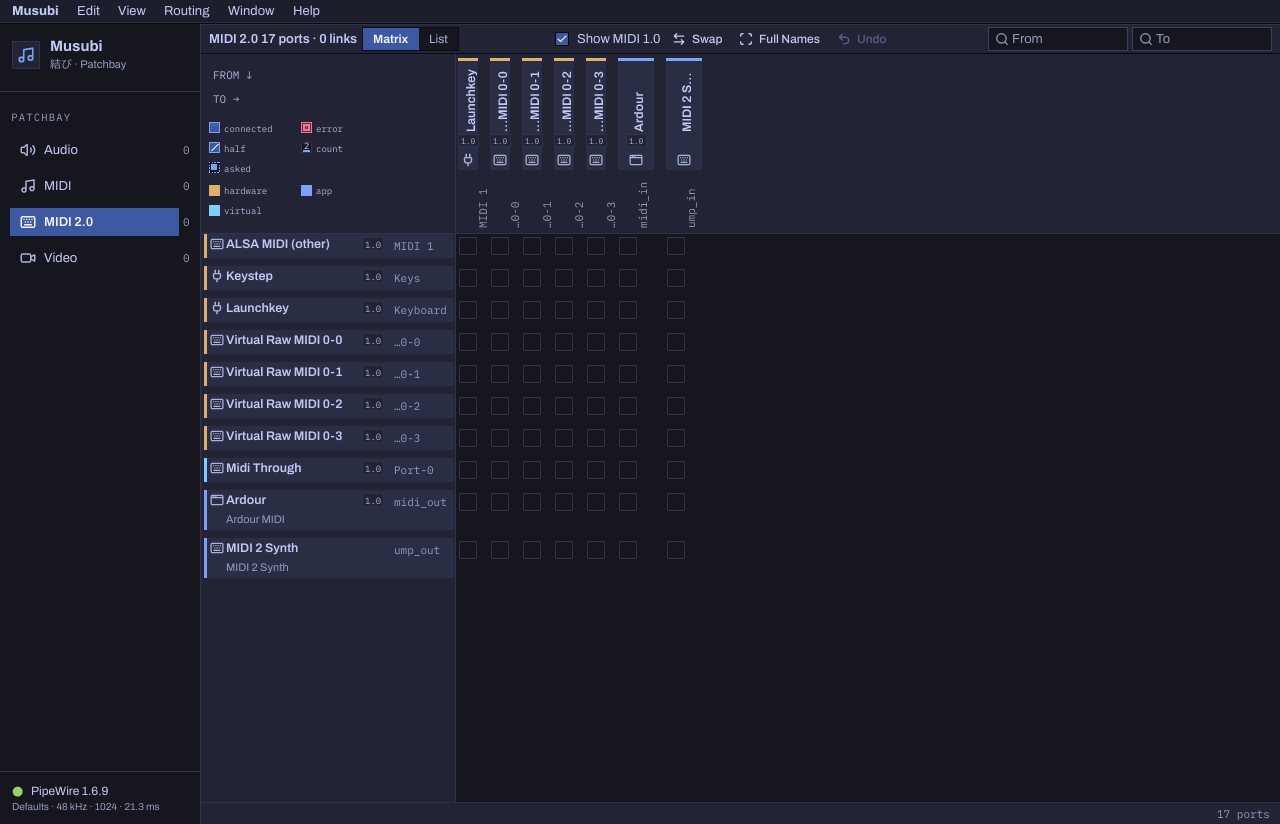 Musubi Edit View Routing Window Help
Musubi
結び · Patchbay
PATCHBAY
Audio 0
MIDI 0
MIDI 2.0 0
Video 0
PipeWire 1.6.9
Defaults · 48 kHz · 1024 · 21.3 ms
MIDI 2.0 17 ports · 0 links Matrix List Show MIDI 1.0 Swap Full Names Undo From To
FROM ↓
TO →
connected error
half 2 count
asked
hardware app
virtual
Launchkey …MIDI 0-0 …MIDI 0-1 …MIDI 0-2 …MIDI 0-3 Ardour MIDI 2 S…
1.0 1.0 1.0 1.0 1.0 1.0
MIDI 1 …0-0 …0-1 …0-2 …0-3 midi_in ump_in
ALSA MIDI (other) 1.0 MIDI 1
Keystep 1.0 Keys
Launchkey 1.0 Keyboard
Virtual Raw MIDI 0-0 1.0 …0-0
Virtual Raw MIDI 0-1 1.0 …0-1
Virtual Raw MIDI 0-2 1.0 …0-2
Virtual Raw MIDI 0-3 1.0 …0-3
Midi Through 1.0 Port-0
Ardour 1.0 midi_out
Ardour MIDI
MIDI 2 Synth ump_out
MIDI 2 Synth
17 ports